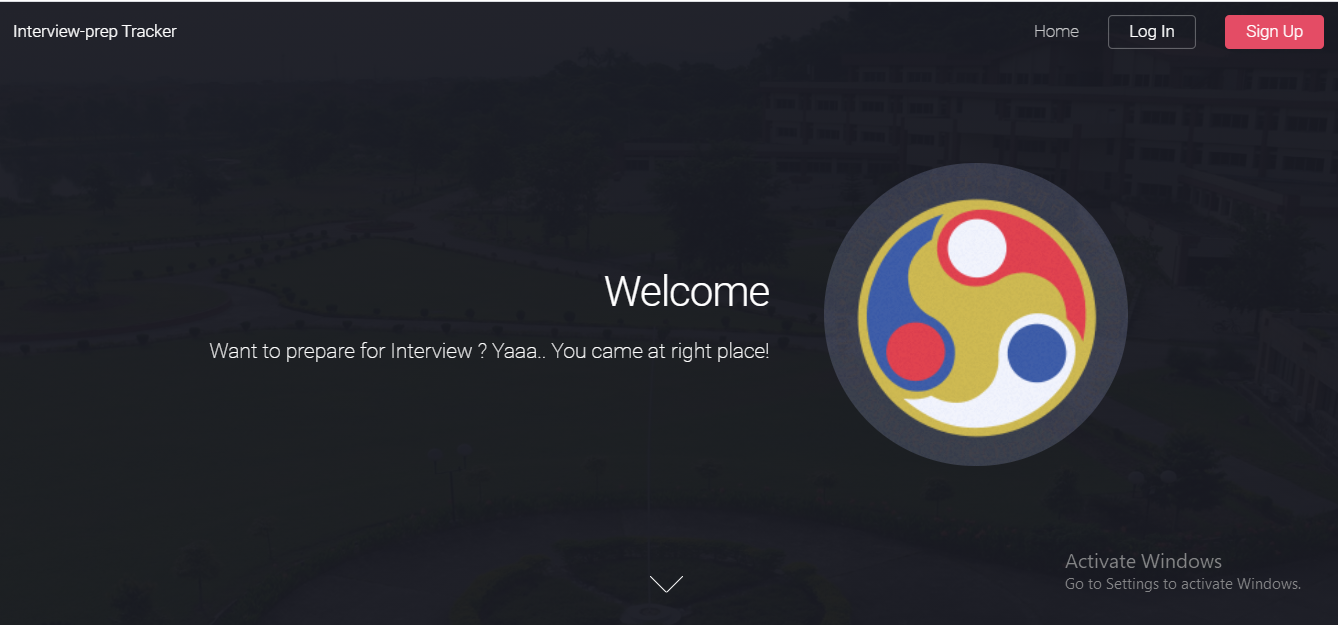 Interview-prep Tracker
Home
Log In
Sign Up
Welcome
Want to prepare for Interview ? Yaaa.. You came at right place!
Activate Windows
Go to Settings to activate Windows.